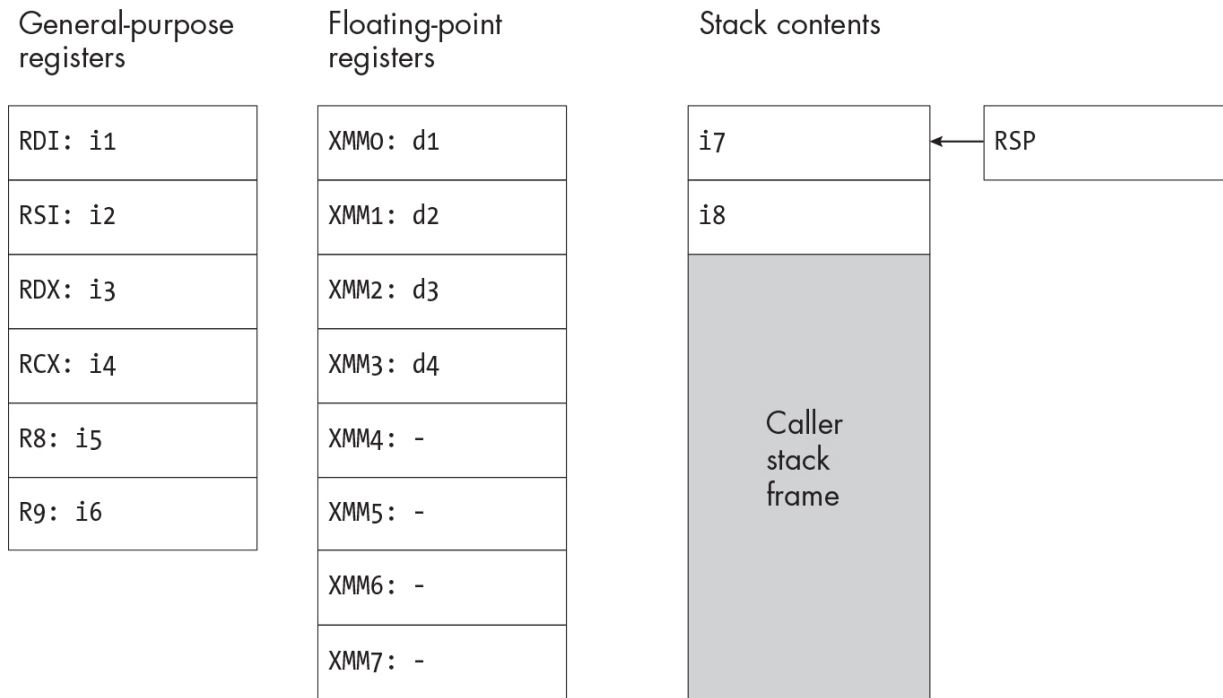 General-purpose
registers
RDI: i1
RSI: i2
RDX: i3
RCX: i4
R8: i5
R9: i6
Floating-point
registers
XMM0: d1
XMM1: d2
XMM2: d3
XMM3: d4
XMM4: -
XMM5: -
XMM6: -
XMM7: -
Stack contents
i7
i8
Caller
stack
frame
RSP